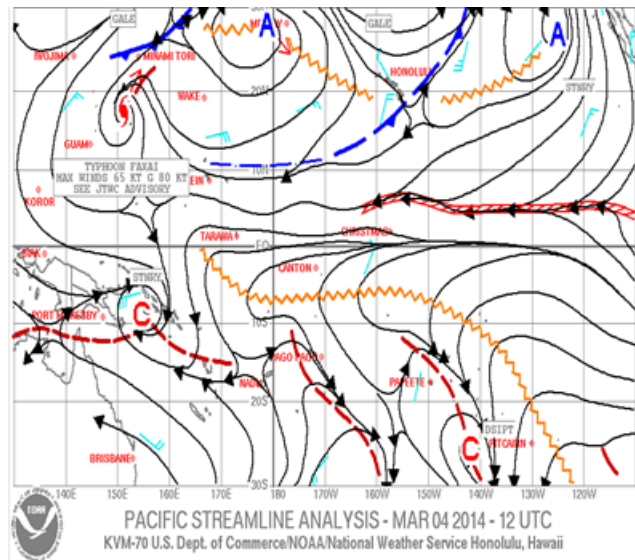 GALE
A
GALE
A
IWOJIMA
MINAMI TORI
20N
WAKE
HONOLULU
STNRY
GUAM
TYPHOON FAXAI
MAX WINDS 65 KT G 80 KT
SEE JTWC ADVISORY
10N
EIN
KOROR
TARAWA
EQ
CHRISTMAS
BIAK
STNRY
CANTON
PORT MORESBY
C
10S
PAGO PAGO
NADI
PAPEETE
20S
DSIPT
PITCAIRN
C
BRISBANE
30S
140E
150E
160E
170E
180
170W
160W
150W
140W
130W
120W
NOAA
PACIFIC STREAMLINE ANALYSIS - MAR 04 2014 - 12 UTC
KVM-70 U.S. Dept. of Commerce/NOAA/National Weather Service Honolulu, Hawaii